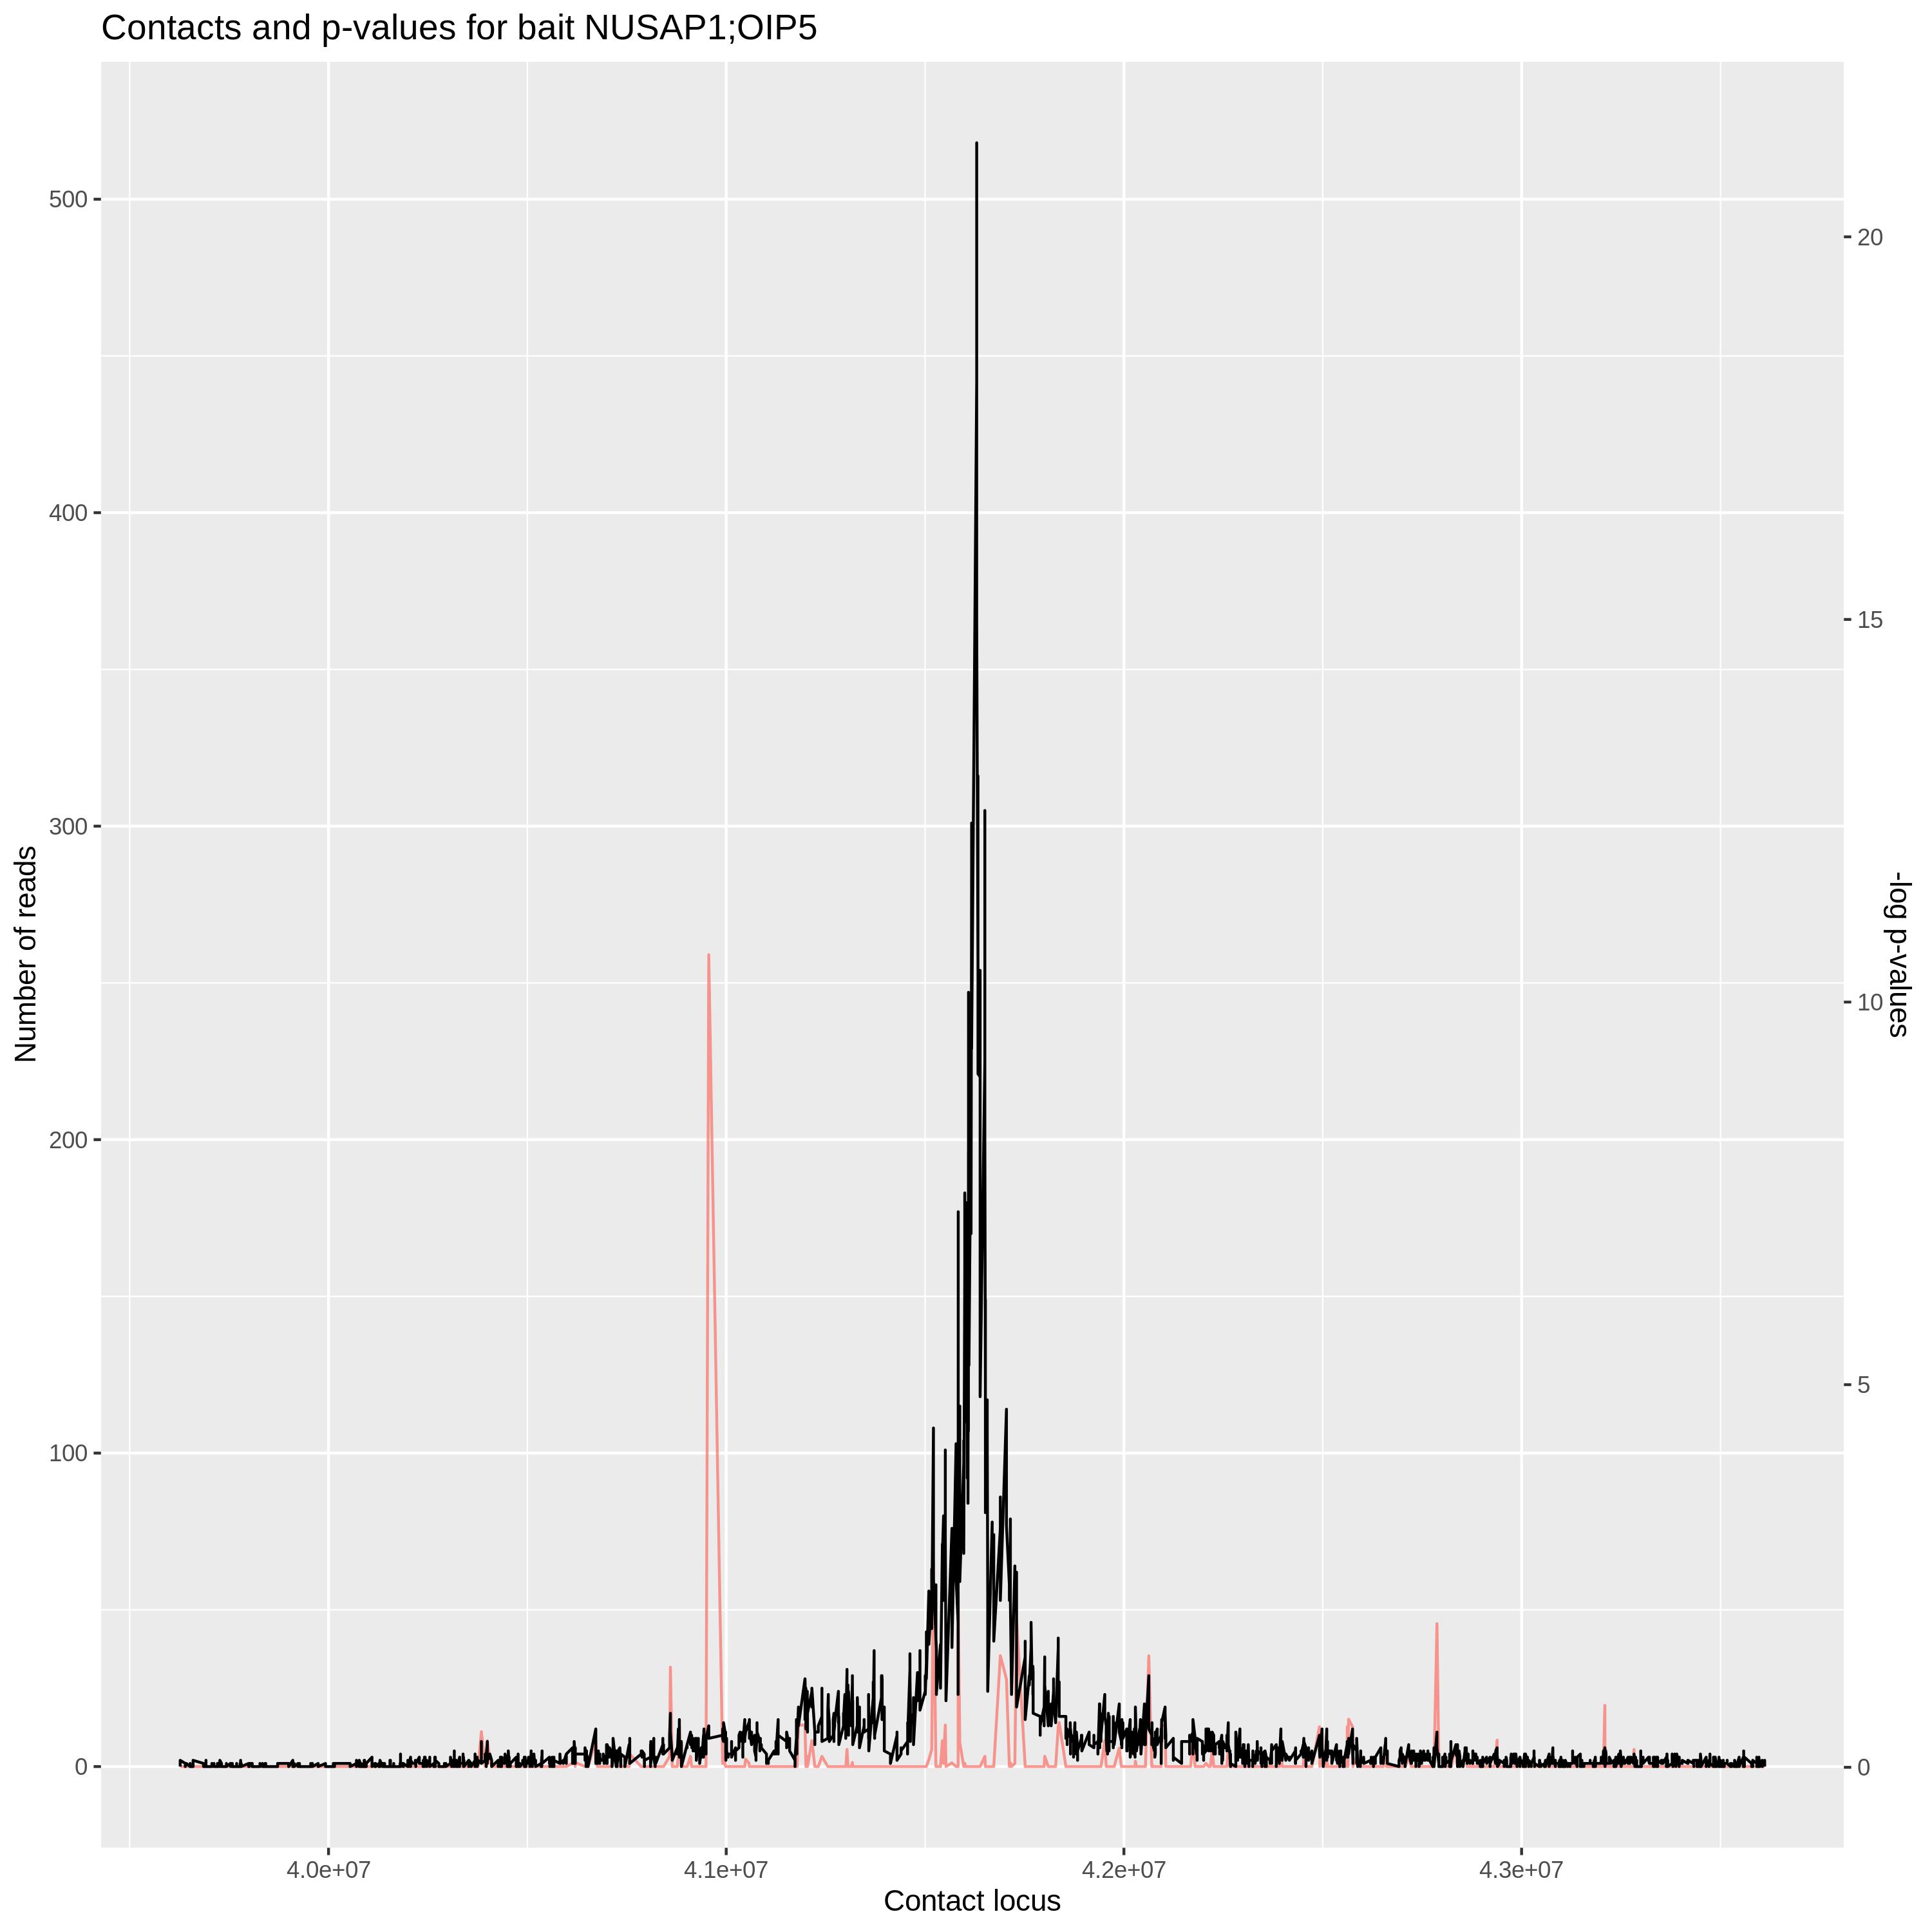 Contacts and p-values for bait NUSAP1;OIP5
Number of reads
500
400
300
200
100
0
20
15
10
5
0
-log p-values
4.0e+07
4.1e+07
4.2e+07
4.3e+07
Contact locus